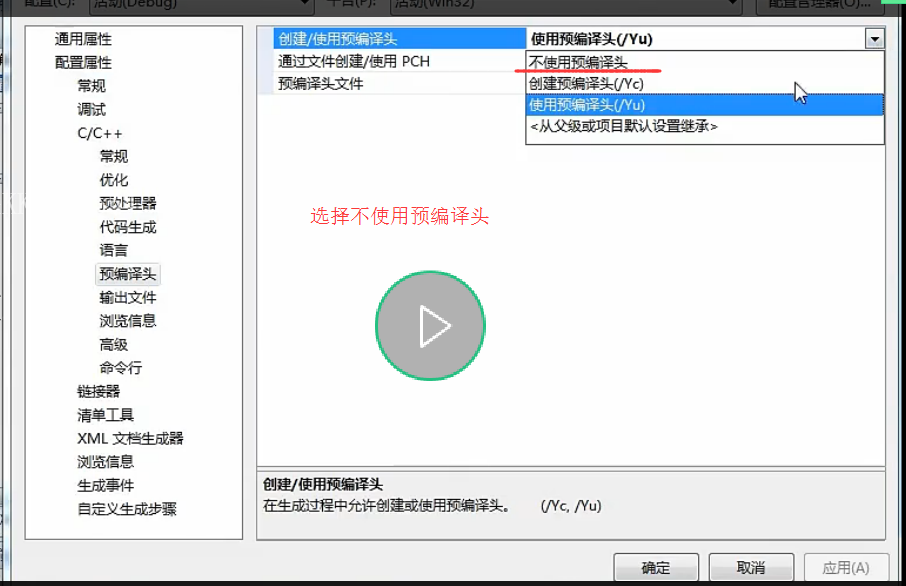 配置(C): 活动(Debug) 平台(P): 活动(Win32) 配置管理器(O)...
通用属性
配置属性
常规
调试
C/C++
常规
优化
预处理器
代码生成
语言
预编译头
输出文件
浏览信息
高级
命令行
链接器
清单工具
XML 文档生成器
浏览信息
生成事件
自定义生成步骤
创建/使用预编译头 使用预编译头(/Yu)
通过文件创建/使用 PCH
预编译头文件
不使用预编译头
创建预编译头(/Yc)
使用预编译头(/Yu)
<从父级或项目默认设置继承>
选择不使用预编译头
创建/使用预编译头
在生成过程中允许创建或使用预编译头。 (/Yc, /Yu)
确定 取消 应用(A)